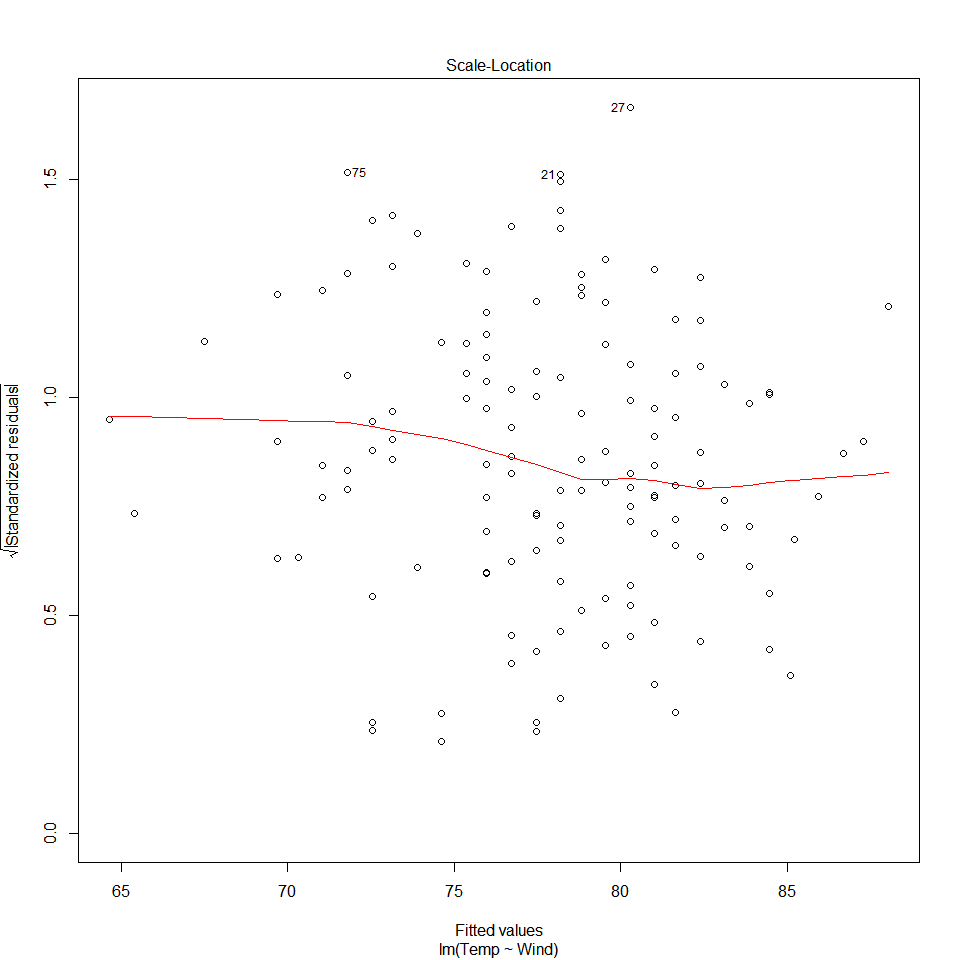 Scale-Location
27
75
21
1.5
1.0
0.5
0.0
√|Standardized residuals|
65 70 75 80 85
Fitted values
lm(Temp ~ Wind)